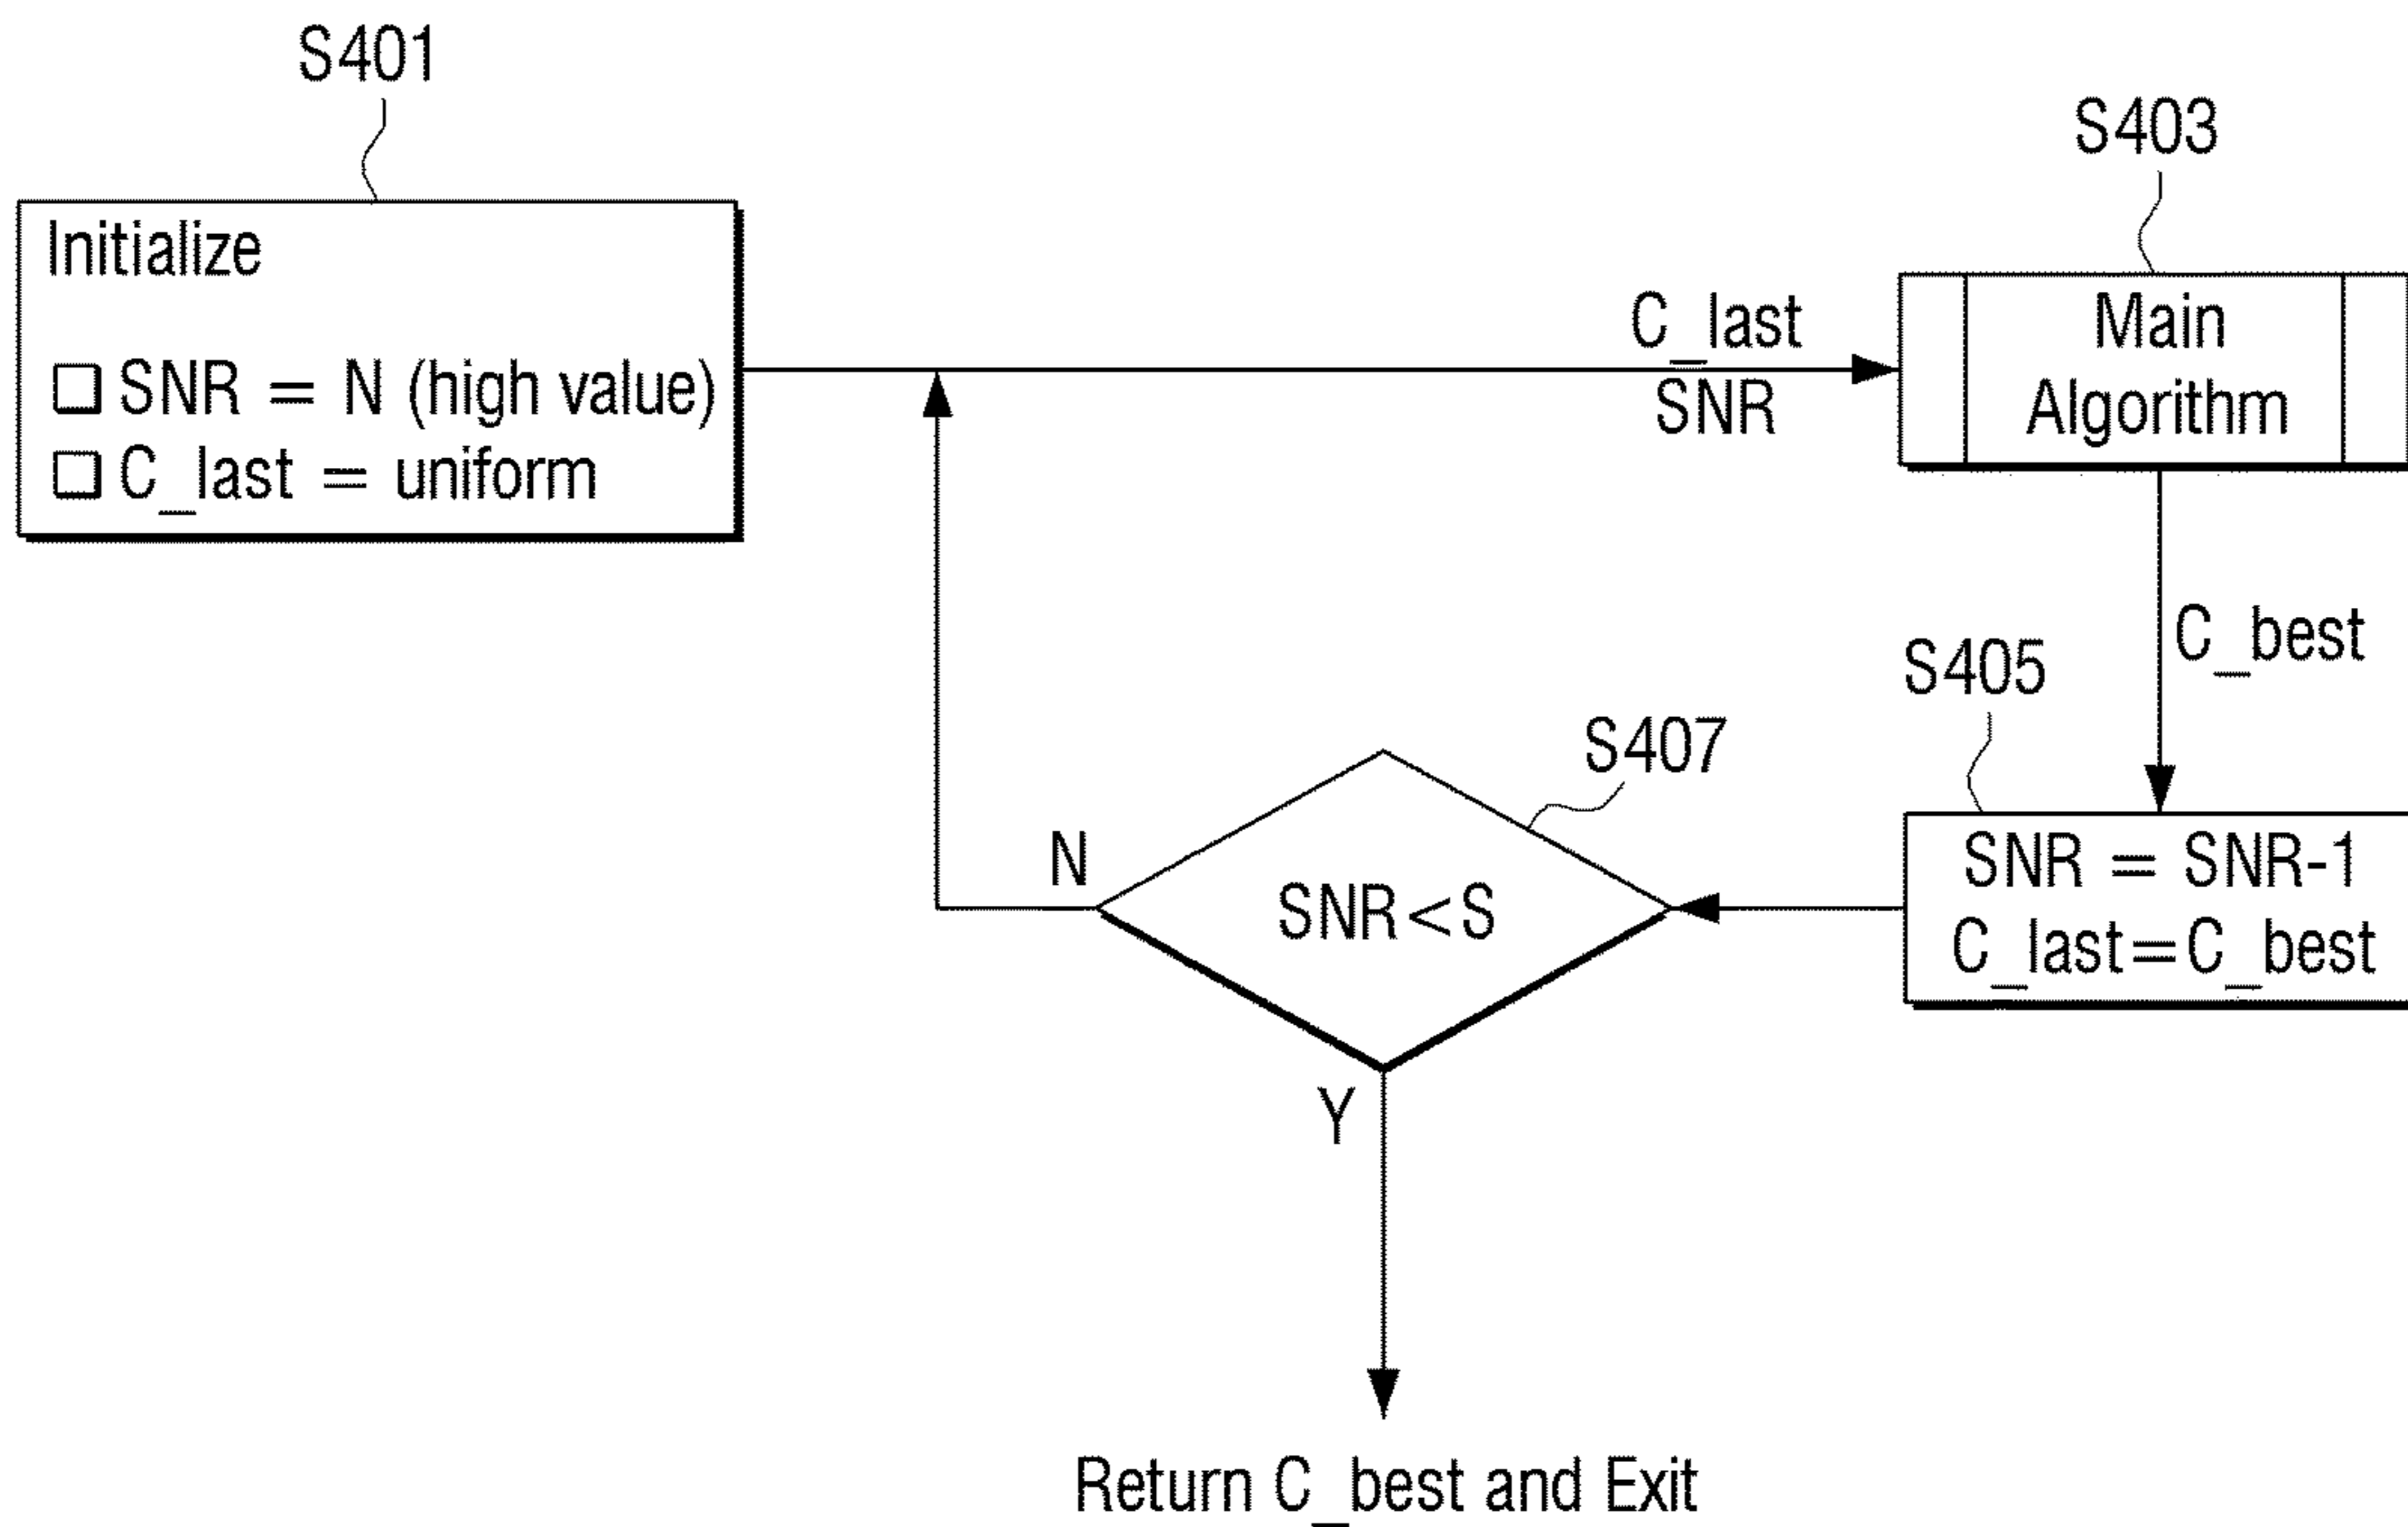 S401
Initialize
□ SNR = N (high value)
□ C_last = uniform
C_last
SNR
S403
Main
Algorithm
C_best
S405
SNR = SNR-1
C_last=C_best
S407
SNR<S
N
Y
Return C_best and Exit